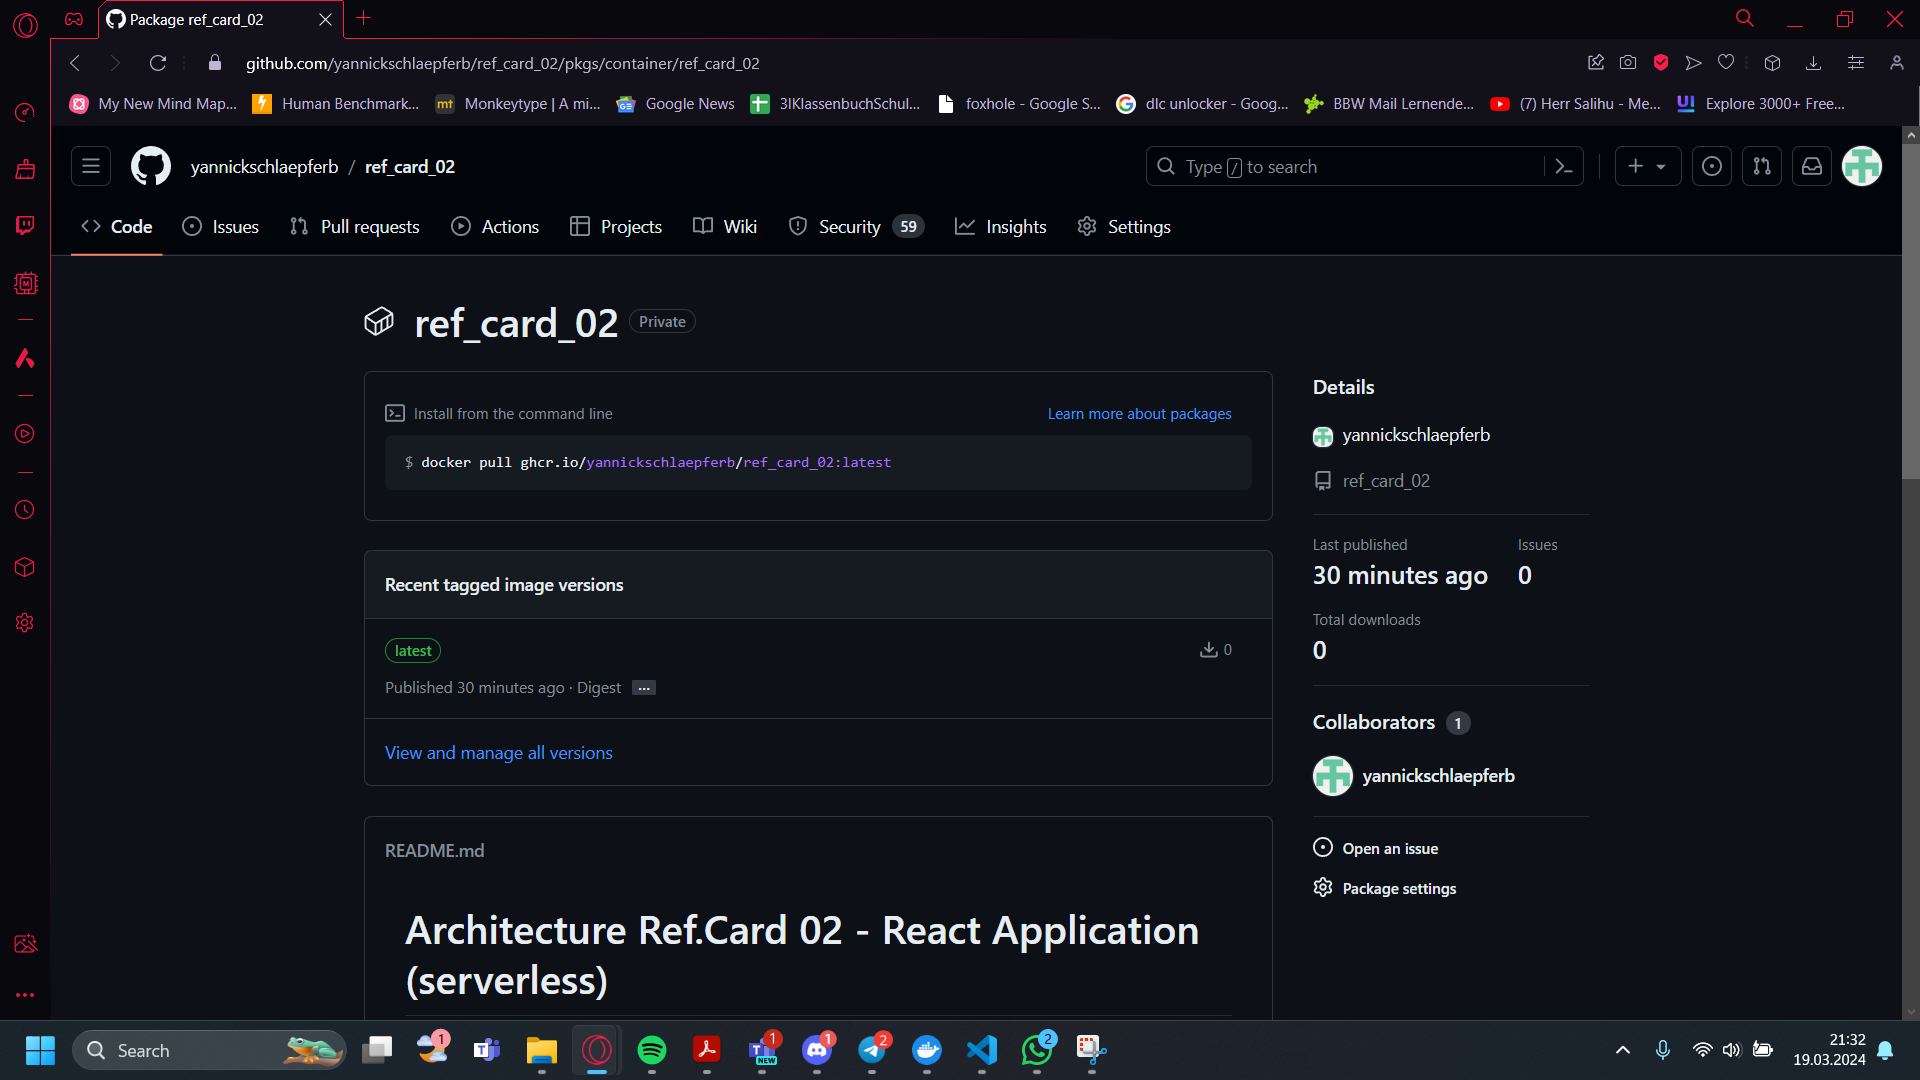 Package ref_card_02
github.com/yannickschlaepferb/ref_card_02/pkgs/container/ref_card_02
My New Mind Map... Human Benchmark... Monkeytype | A mi... Google News 3IKlassenbuchSchul... foxhole - Google S... dlc unlocker - Goog... BBW Mail Lernende... (7) Herr Salihu - Me... Explore 3000+ Free...
yannickschlaepferb / ref_card_02
Type / to search
Code Issues Pull requests Actions Projects Wiki Security 59 Insights Settings
ref_card_02 Private
Install from the command line Learn more about packages
$ docker pull ghcr.io/yannickschlaepferb/ref_card_02:latest
Recent tagged image versions
latest 0
Published 30 minutes ago · Digest ...
View and manage all versions
README.md
Architecture Ref.Card 02 - React Application
(serverless)
Details
yannickschlaepferb
ref_card_02
Last published Issues
30 minutes ago 0
Total downloads
0
Collaborators 1
yannickschlaepferb
Open an issue
Package settings
Search 1 1 NEW 1 2 2
21:32
19.03.2024